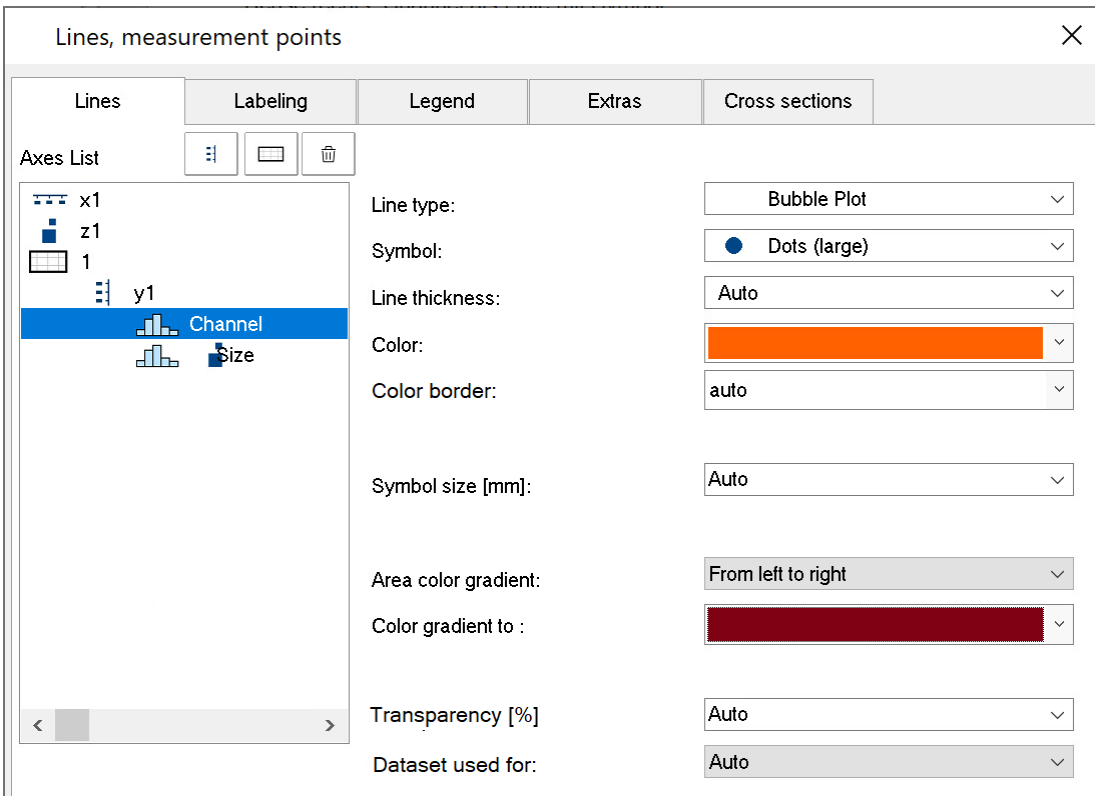 Lines, measurement points
Lines
Labeling
Legend
Extras
Cross sections
Axes List
x1
z1
1
y1
Channel
Size
Line type:
Bubble Plot
Symbol:
Dots (large)
Line thickness:
Auto
Color:
Color border:
auto
Symbol size [mm]:
Auto
Area color gradient:
From left to right
Color gradient to :
Transparency [%]
Auto
Dataset used for:
Auto